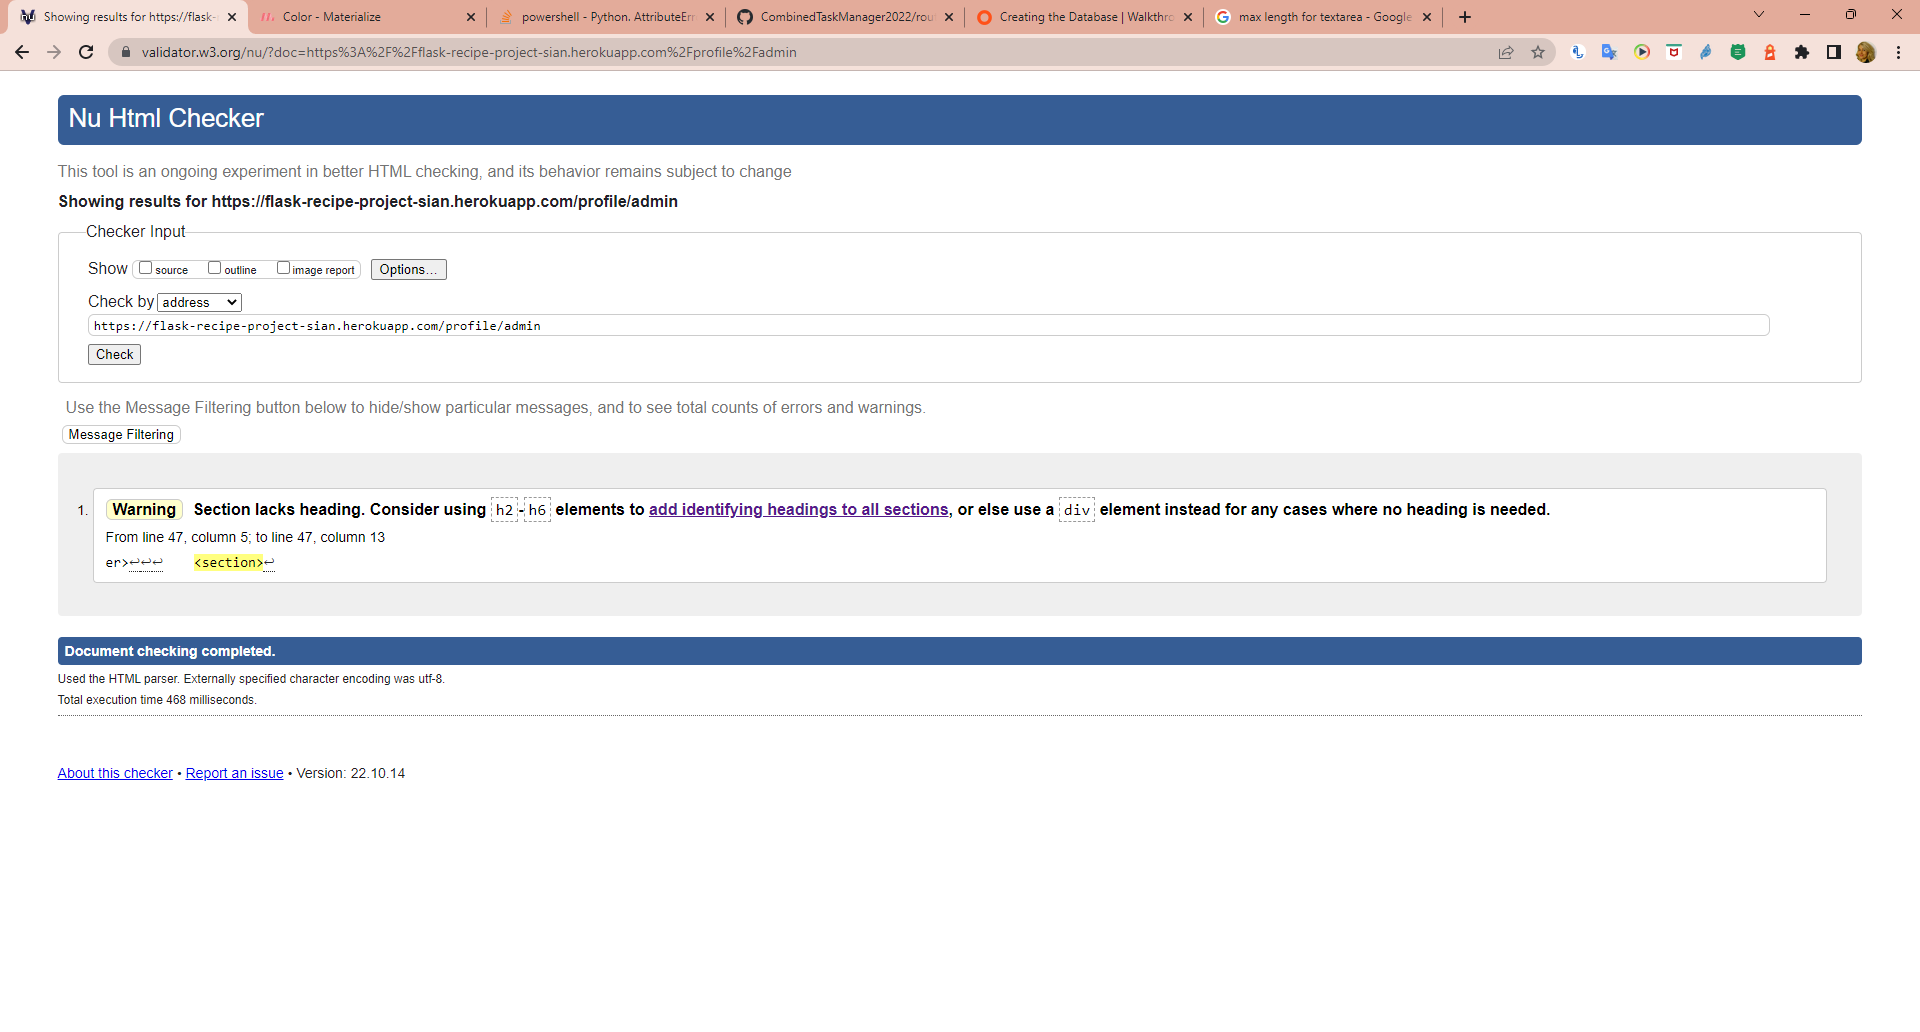 Showing results for https://flask-
Color - Materialize
powershell - Python. AttributeErr
CombinedTaskManager2022/rou
Creating the Database | Walkthro
max length for textarea - Google
validator.w3.org/nu/?doc=https%3A%2F%2Fflask-recipe-project-sian.herokuapp.com%2Fprofile%2Fadmin
Nu Html Checker
This tool is an ongoing experiment in better HTML checking, and its behavior remains subject to change
Showing results for https://flask-recipe-project-sian.herokuapp.com/profile/admin
Checker Input
Show source outline image report Options...
Check by address
https://flask-recipe-project-sian.herokuapp.com/profile/admin
Check
Use the Message Filtering button below to hide/show particular messages, and to see total counts of errors and warnings.
Message Filtering
1. Warning Section lacks heading. Consider using h2-h6 elements to add identifying headings to all sections, or else use a div element instead for any cases where no heading is needed.
From line 47, column 5; to line 47, column 13
er>↩↩↩ <section>↩
Document checking completed.
Used the HTML parser. Externally specified character encoding was utf-8.
Total execution time 468 milliseconds.
About this checker • Report an issue • Version: 22.10.14